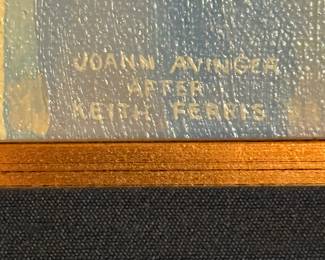 JOANN AVINGER
AFTER
KEITH FERRIS